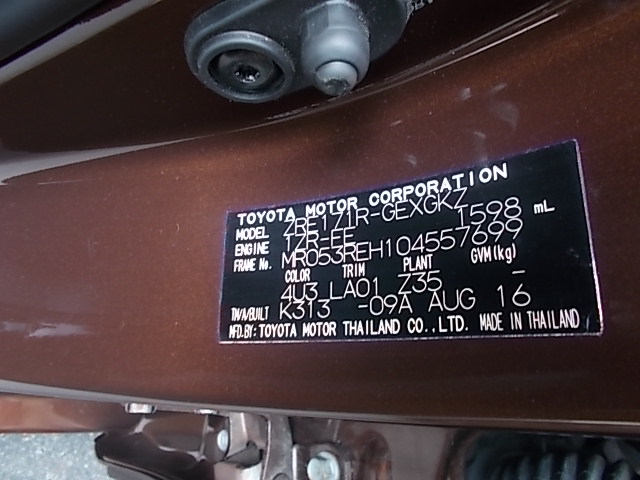 TOYOTA MOTOR CORPORATION
MODEL ZRE171R-GEXGKZ
ENGINE 1ZR-FE 1598 mL
FRAME No. MR053REH104557699
COLOR TRIM PLANT GVM(kg)
4U3 LA01 Z35 -
T/A/BUILT K313 -09A AUG 16
MFD.BY: TOYOTA MOTOR THAILAND CO.,LTD. MADE IN THAILAND